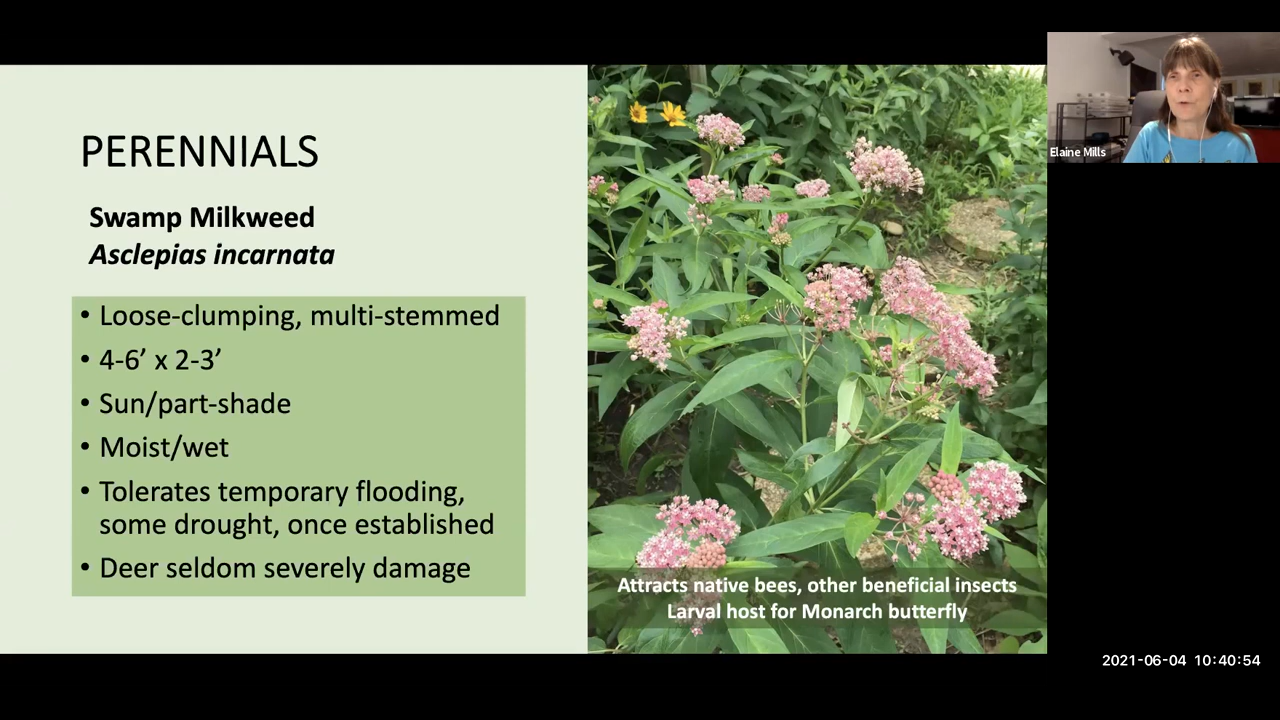 PERENNIALS
Swamp Milkweed
Asclepias incarnata
• Loose-clumping, multi-stemmed
• 4-6’ x 2-3’
• Sun/part-shade
• Moist/wet
• Tolerates temporary flooding,
some drought, once established
• Deer seldom severely damage
Attracts native bees, other beneficial insects
Larval host for Monarch butterfly
Elaine Mills
2021-06-04 10:40:54